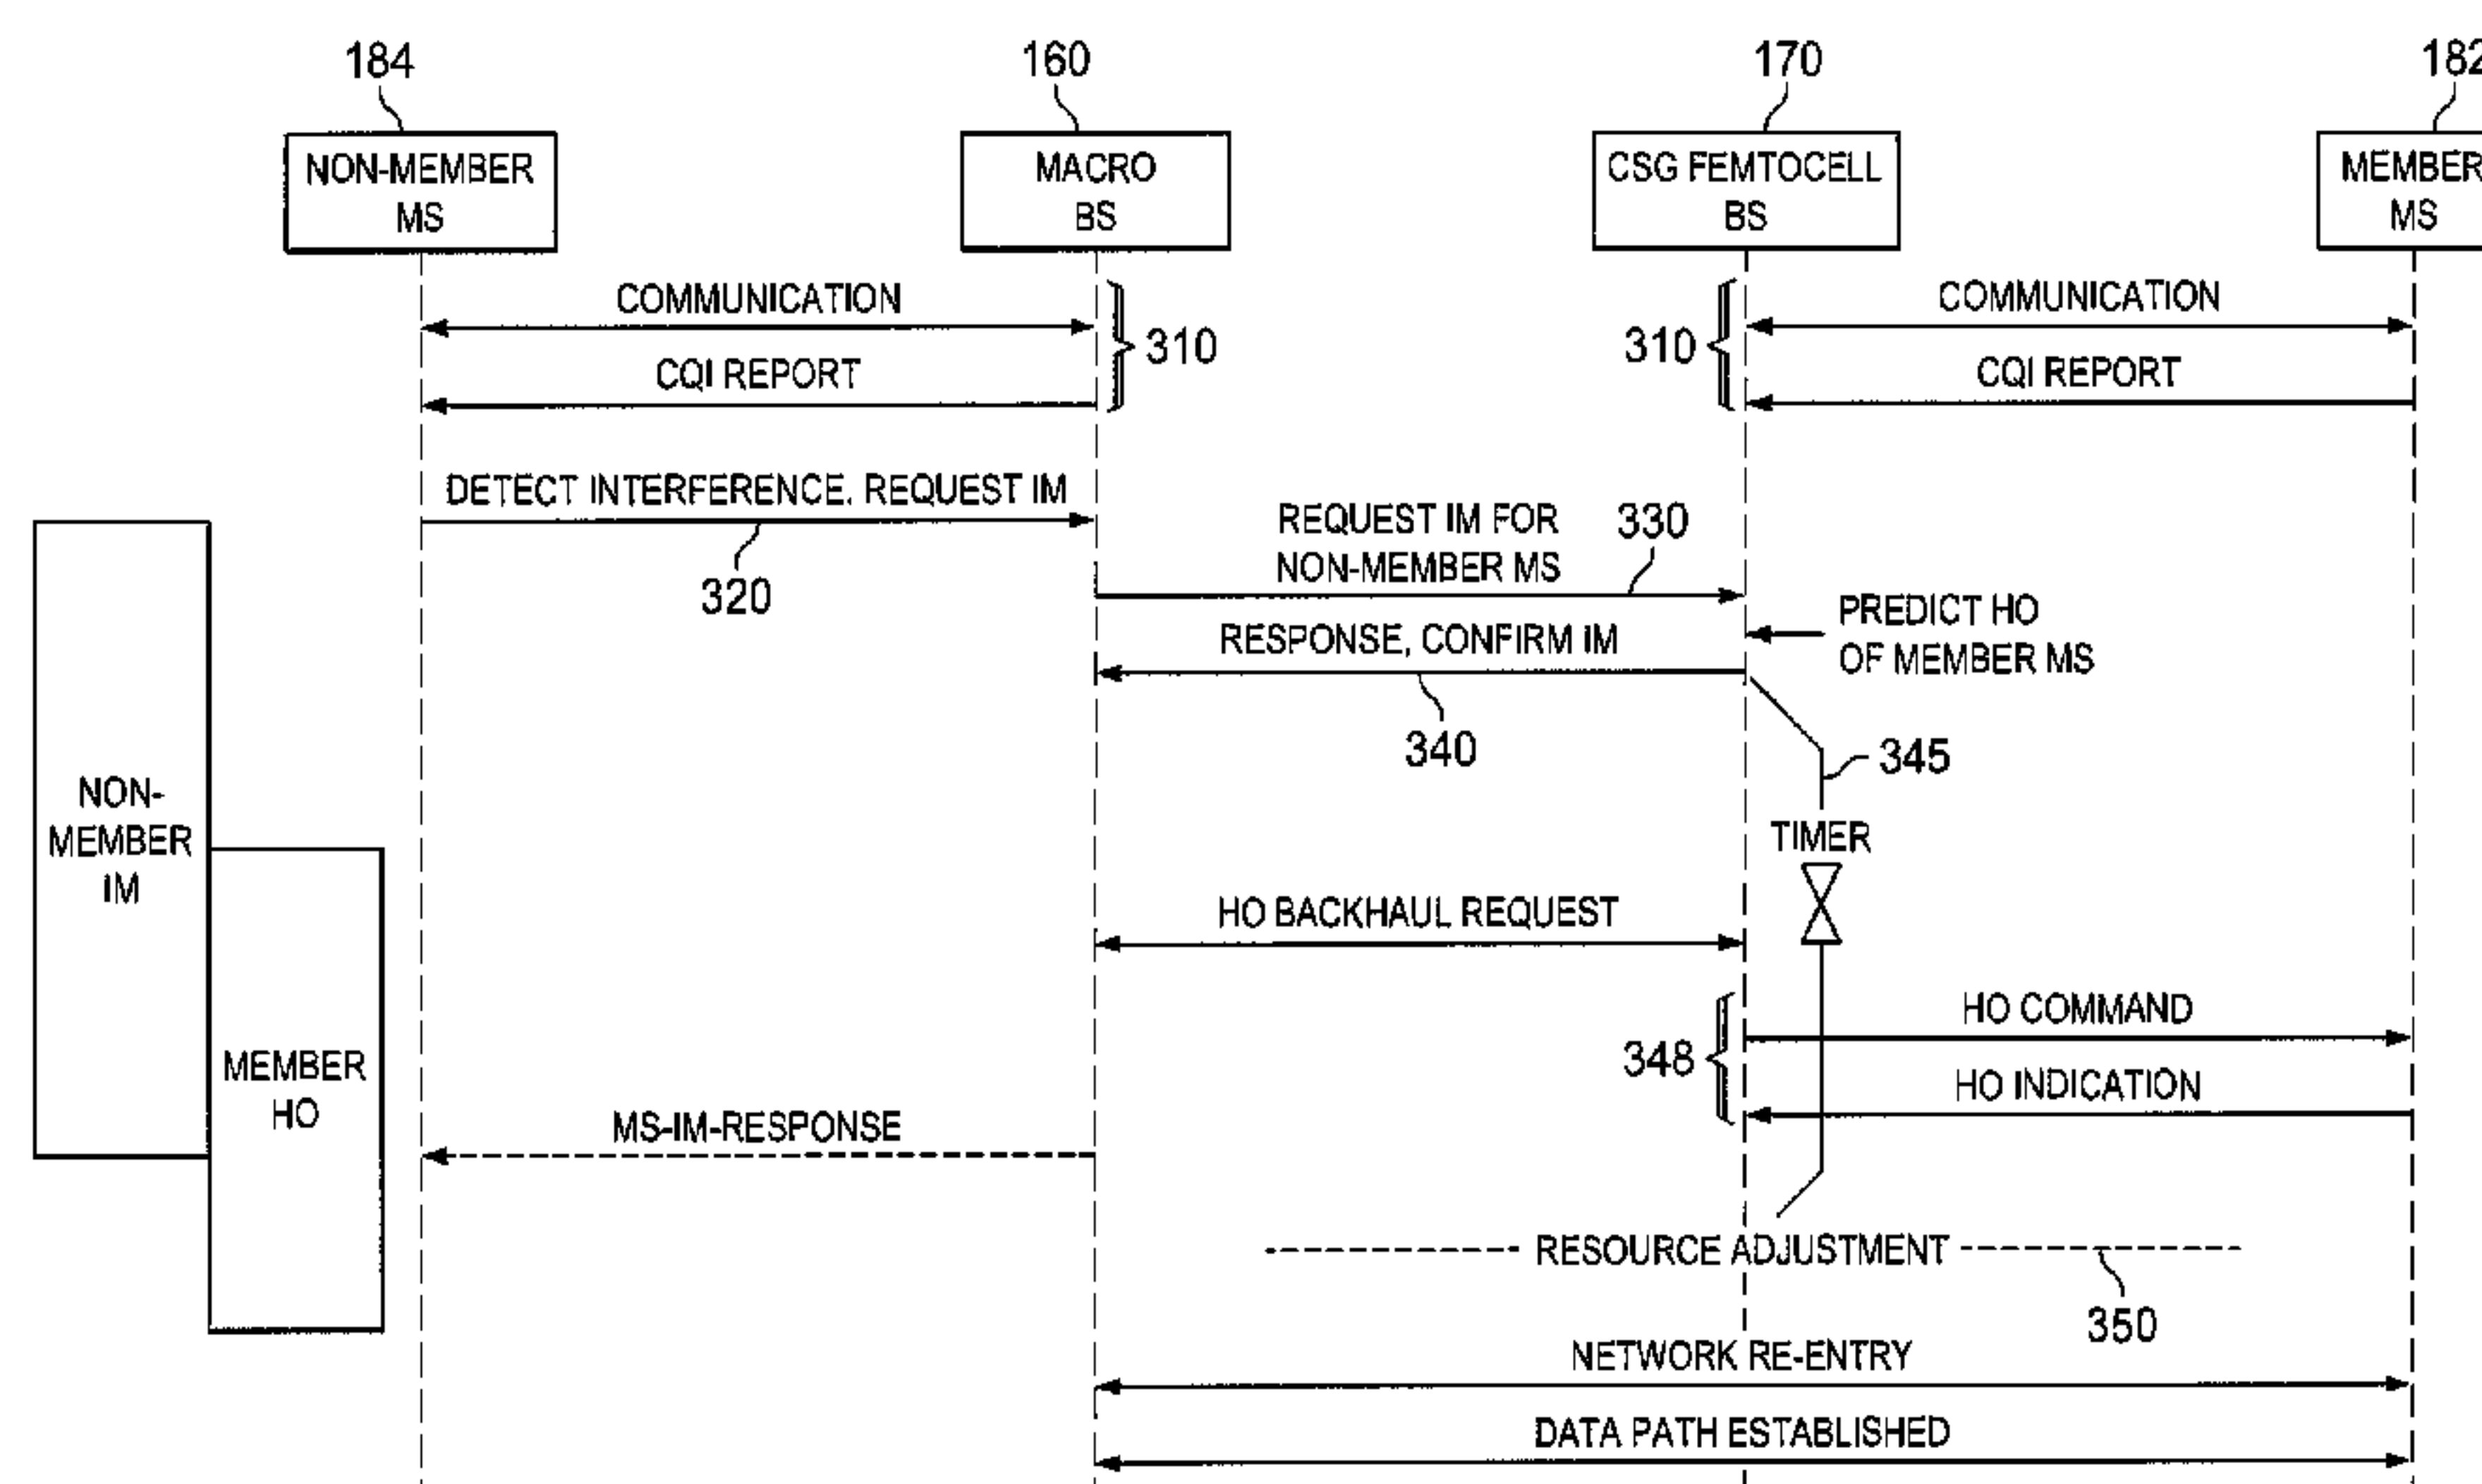 184
160
170
182
NON-MEMBER
MS
MACRO
BS
CSG FEMTOCELL
BS
MEMBER
MS
COMMUNICATION
COMMUNICATION
310
310
CQI REPORT
CQI REPORT
DETECT INTERFERENCE, REQUEST IM
320
REQUEST IM FOR
NON-MEMBER MS
330
PREDICT HO
OF MEMBER MS
RESPONSE, CONFIRM IM
340
345
TIMER
NON-
MEMBER
IM
HO BACKHAUL REQUEST
HO COMMAND
348
HO INDICATION
MEMBER
HO
MS-IM-RESPONSE
RESOURCE ADJUSTMENT
350
NETWORK RE-ENTRY
DATA PATH ESTABLISHED